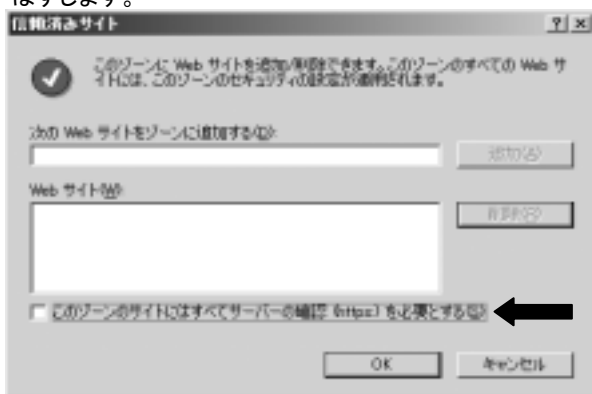 はずします。
信頼済みサイト
このゾーンに Web サイトを追加/削除できます。このゾーンのすべての Web サ
イトには、このゾーンのセキュリティの設定が適用されます。
次の Web サイトをゾーンに追加する(D):
追加(A)
Web サイト(W):
削除(R)
このゾーンのサイトにはすべてサーバーの確認 (https:) を必要とする(S)
OK
キャンセル